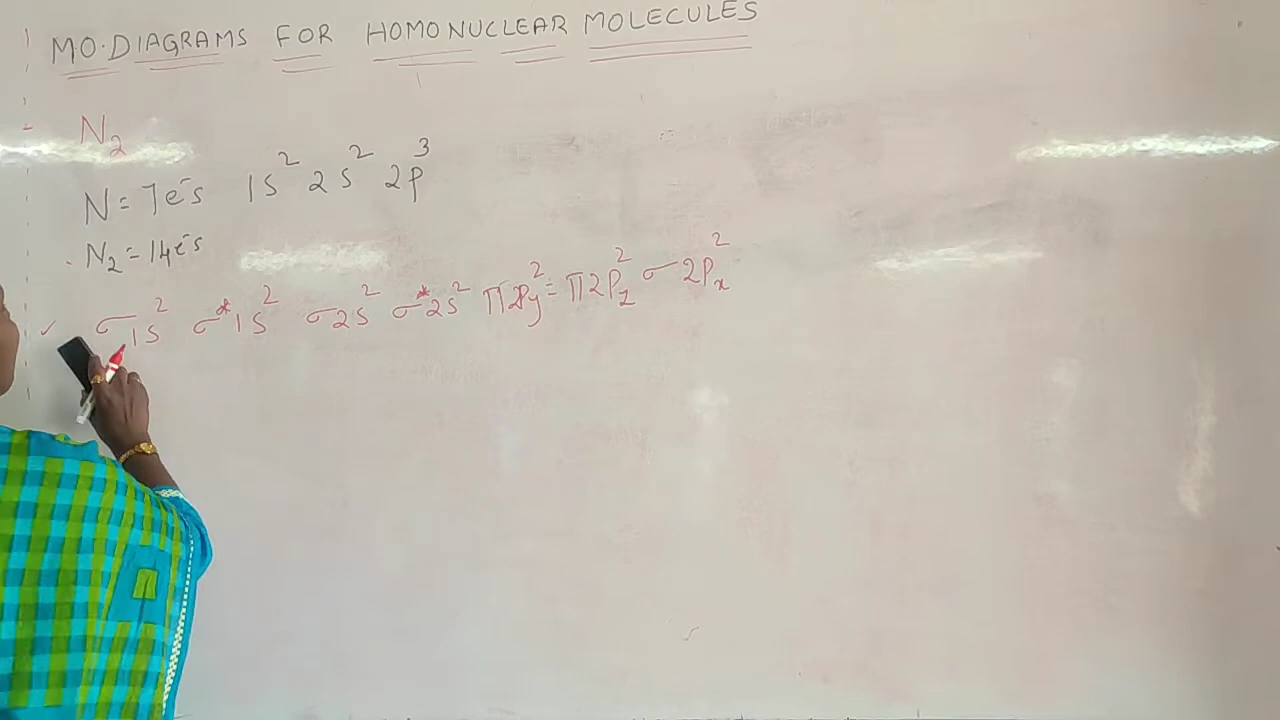 MO.DIAGRAMS FOR HOMONUCLEAR MOLECULES
N₂
N = 7e⁻s 1s² 2s² 2p³
N₂ = 14e⁻s
✓ σ1s² σ*1s² σ2s² σ*2s² π2Py² = π2Pz² σ2Px²